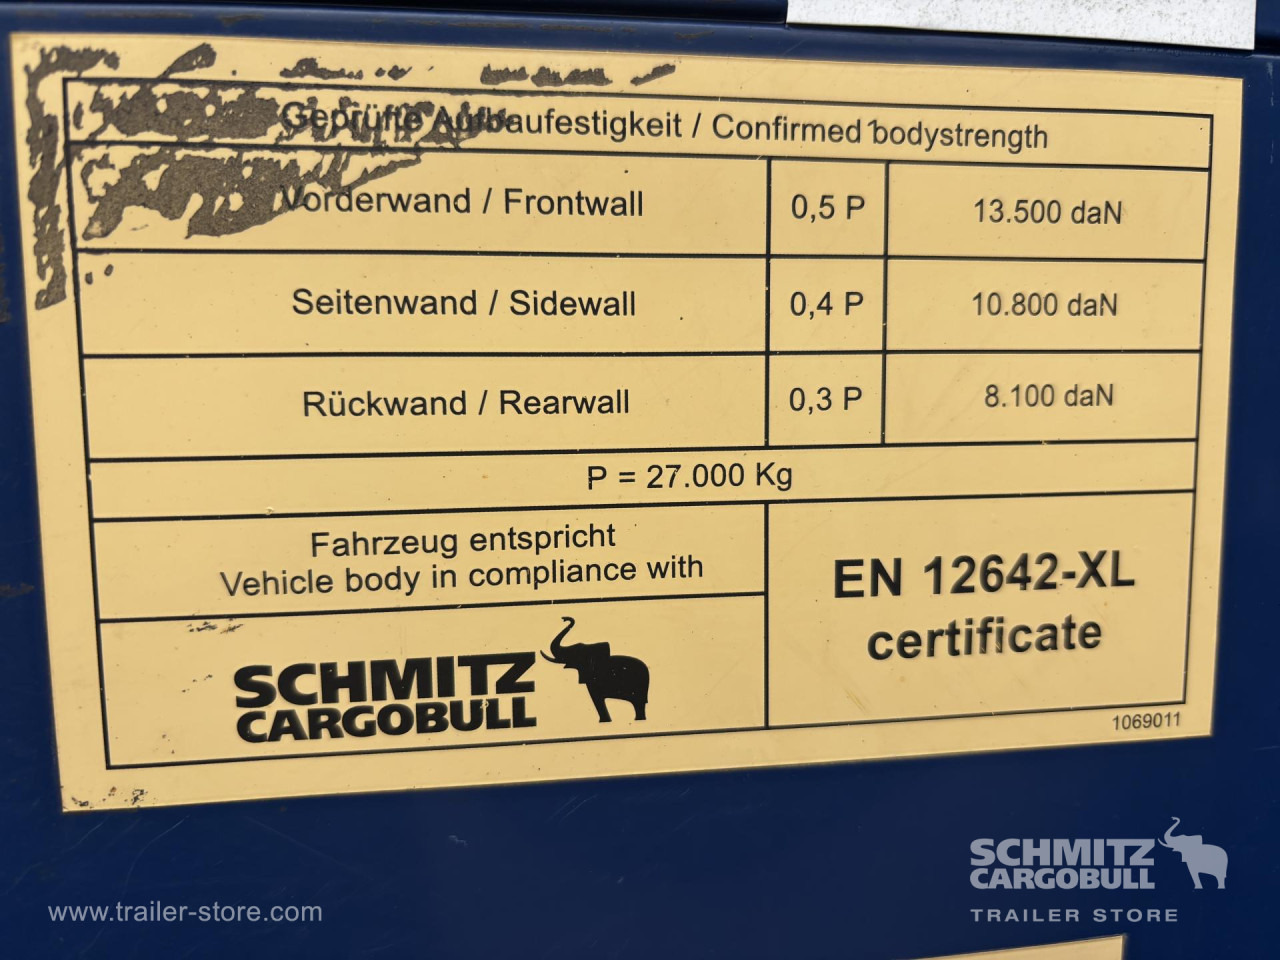 Geprüfte Aufbaufestigkeit / Confirmed bodystrength
Vorderwand / Frontwall 0,5 P 13.500 daN
Seitenwand / Sidewall 0,4 P 10.800 daN
Rückwand / Rearwall 0,3 P 8.100 daN
P = 27.000 Kg
Fahrzeug entspricht
Vehicle body in compliance with
EN 12642-XL
certificate
SCHMITZ
CARGOBULL
1069011
www.trailer-store.com
SCHMITZ
CARGOBULL
TRAILER STORE